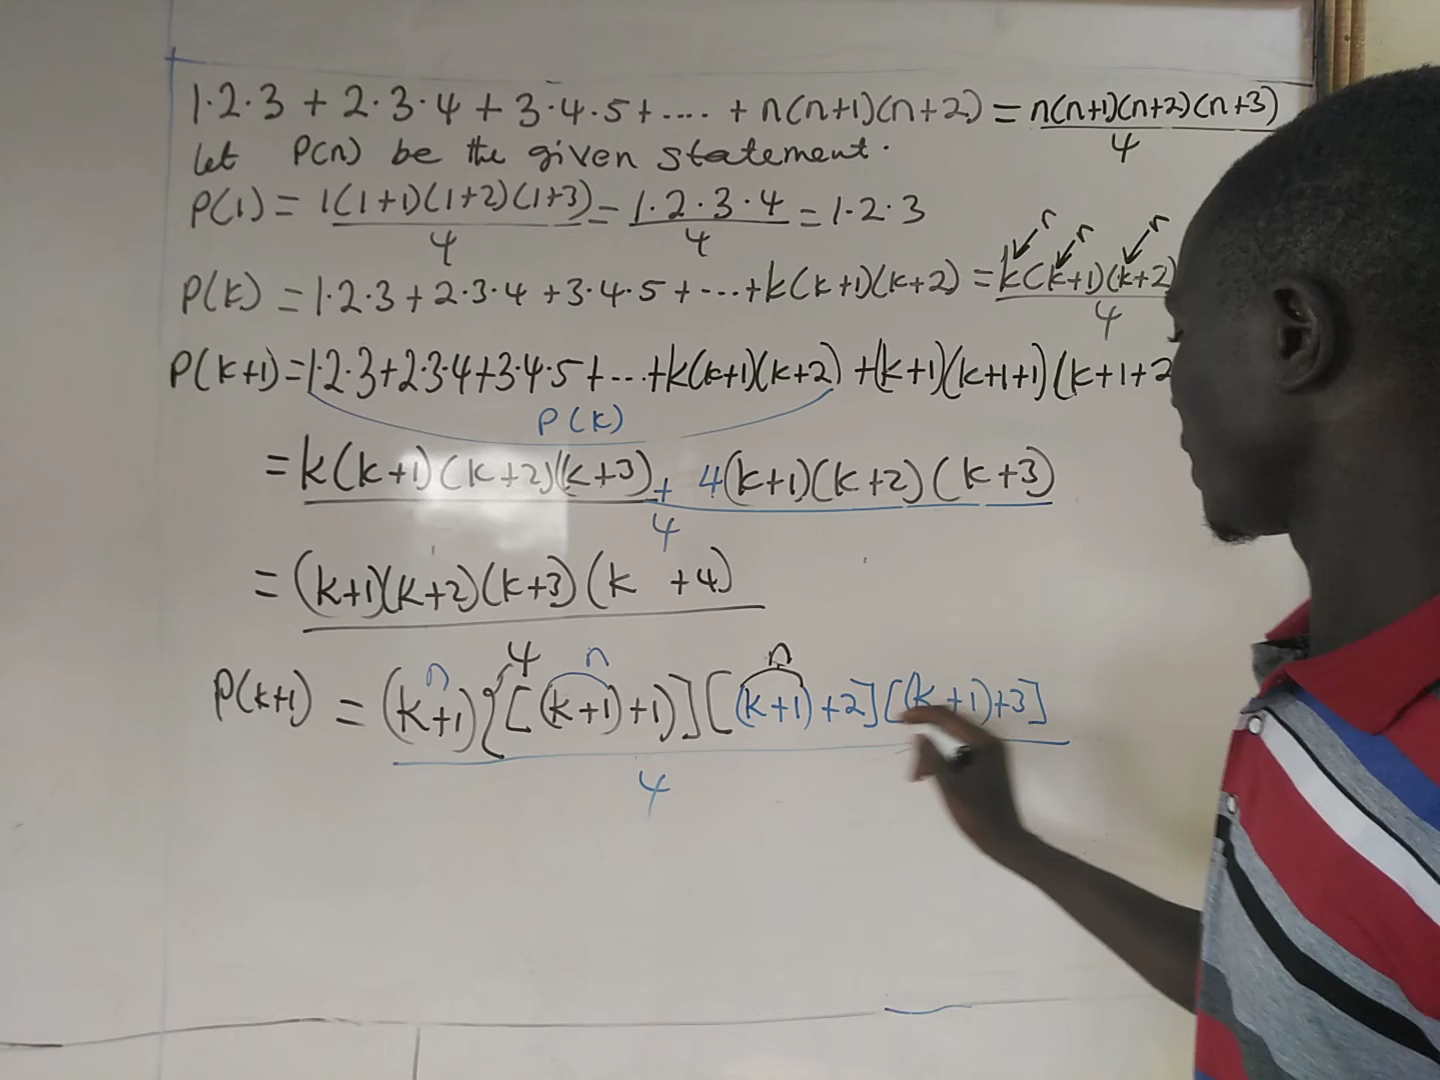 1·2·3 + 2·3·4 + 3·4·5 + .... + n(n+1)(n+2) = n(n+1)(n+2)(n+3)
4
let P(n) be the given statement.
P(1) = 1(1+1)(1+2)(1+3) = 1·2·3·4 = 1·2·3
4 4
r r r
P(k) = 1·2·3 + 2·3·4 + 3·4·5 + ... + k(k+1)(k+2) = k(k+1)(k+2)
4
P(k+1) = 1·2·3+2·3·4+3·4·5+...+k(k+1)(k+2) + (k+1)(k+1+1)(k+1+2
P(k)
= k(k+1)(k+2)(k+3) + 4(k+1)(k+2)(k+3)
4
= (k+1)(k+2)(k+3)(k +4)
4
n n n
P(k+1) = (k+1){[(k+1)+1)][(k+1)+2][(k+1)+3]
4